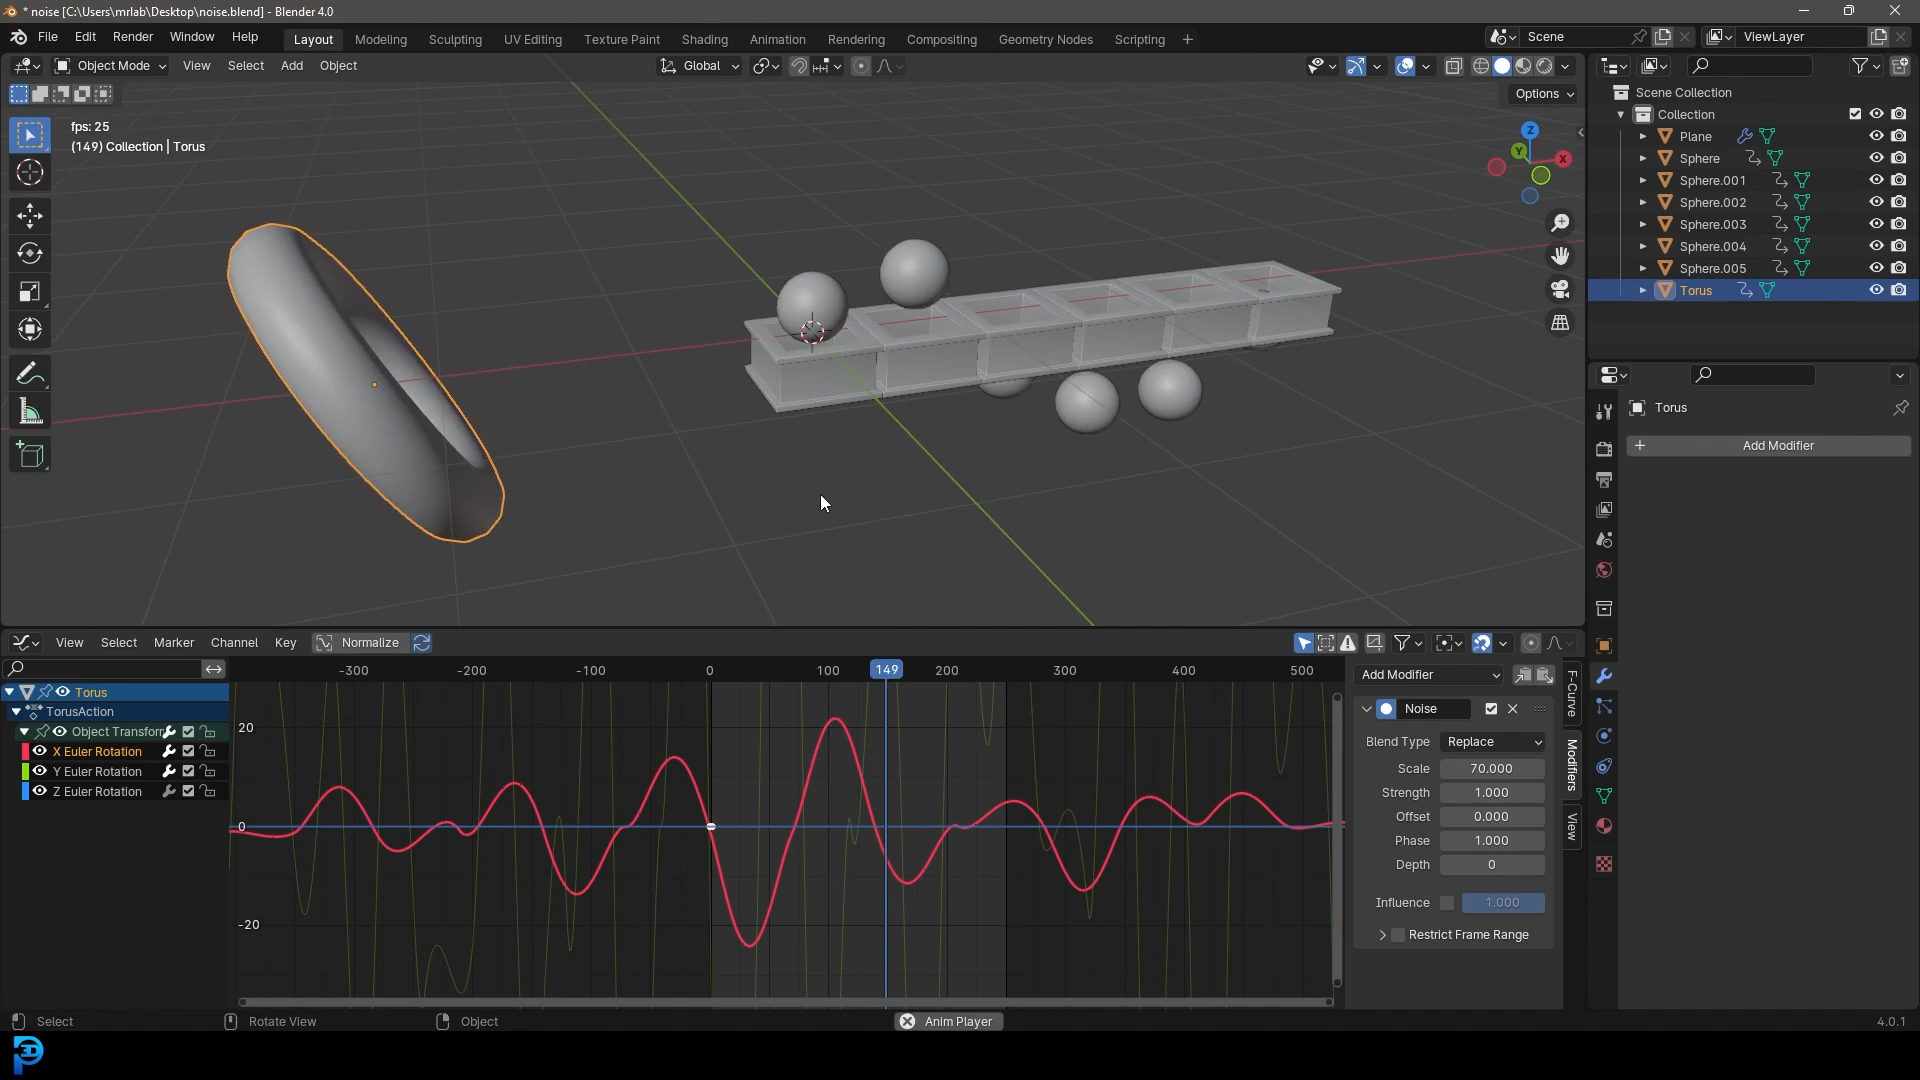 * noise [C:\Users\mrlab\Desktop\noise.blend] - Blender 4.0
File Edit Render Window Help
Layout Modeling Sculpting UV Editing Texture Paint Shading Animation Rendering Compositing Geometry Nodes Scripting +
Scene
ViewLayer
Object Mode View Select Add Object
Global
Options
fps: 25
(149) Collection | Torus
Z
Y
X
Scene Collection
Collection
Plane
Sphere
Sphere.001
Sphere.002
Sphere.003
Sphere.004
Sphere.005
Torus
Torus
+ Add Modifier
View Select Marker Channel Key Normalize
-300 -200 -100 0 100 149 200 300 400 500
20
0
-20
Torus
TorusAction
Object Transfor
X Euler Rotation
Y Euler Rotation
Z Euler Rotation
Add Modifier
Noise
Blend Type Replace
Scale 70.000
Strength 1.000
Offset 0.000
Phase 1.000
Depth 0
Influence 1.000
Restrict Frame Range
F-Curve
Modifiers
View
Select Rotate View Object Anim Player 4.0.1